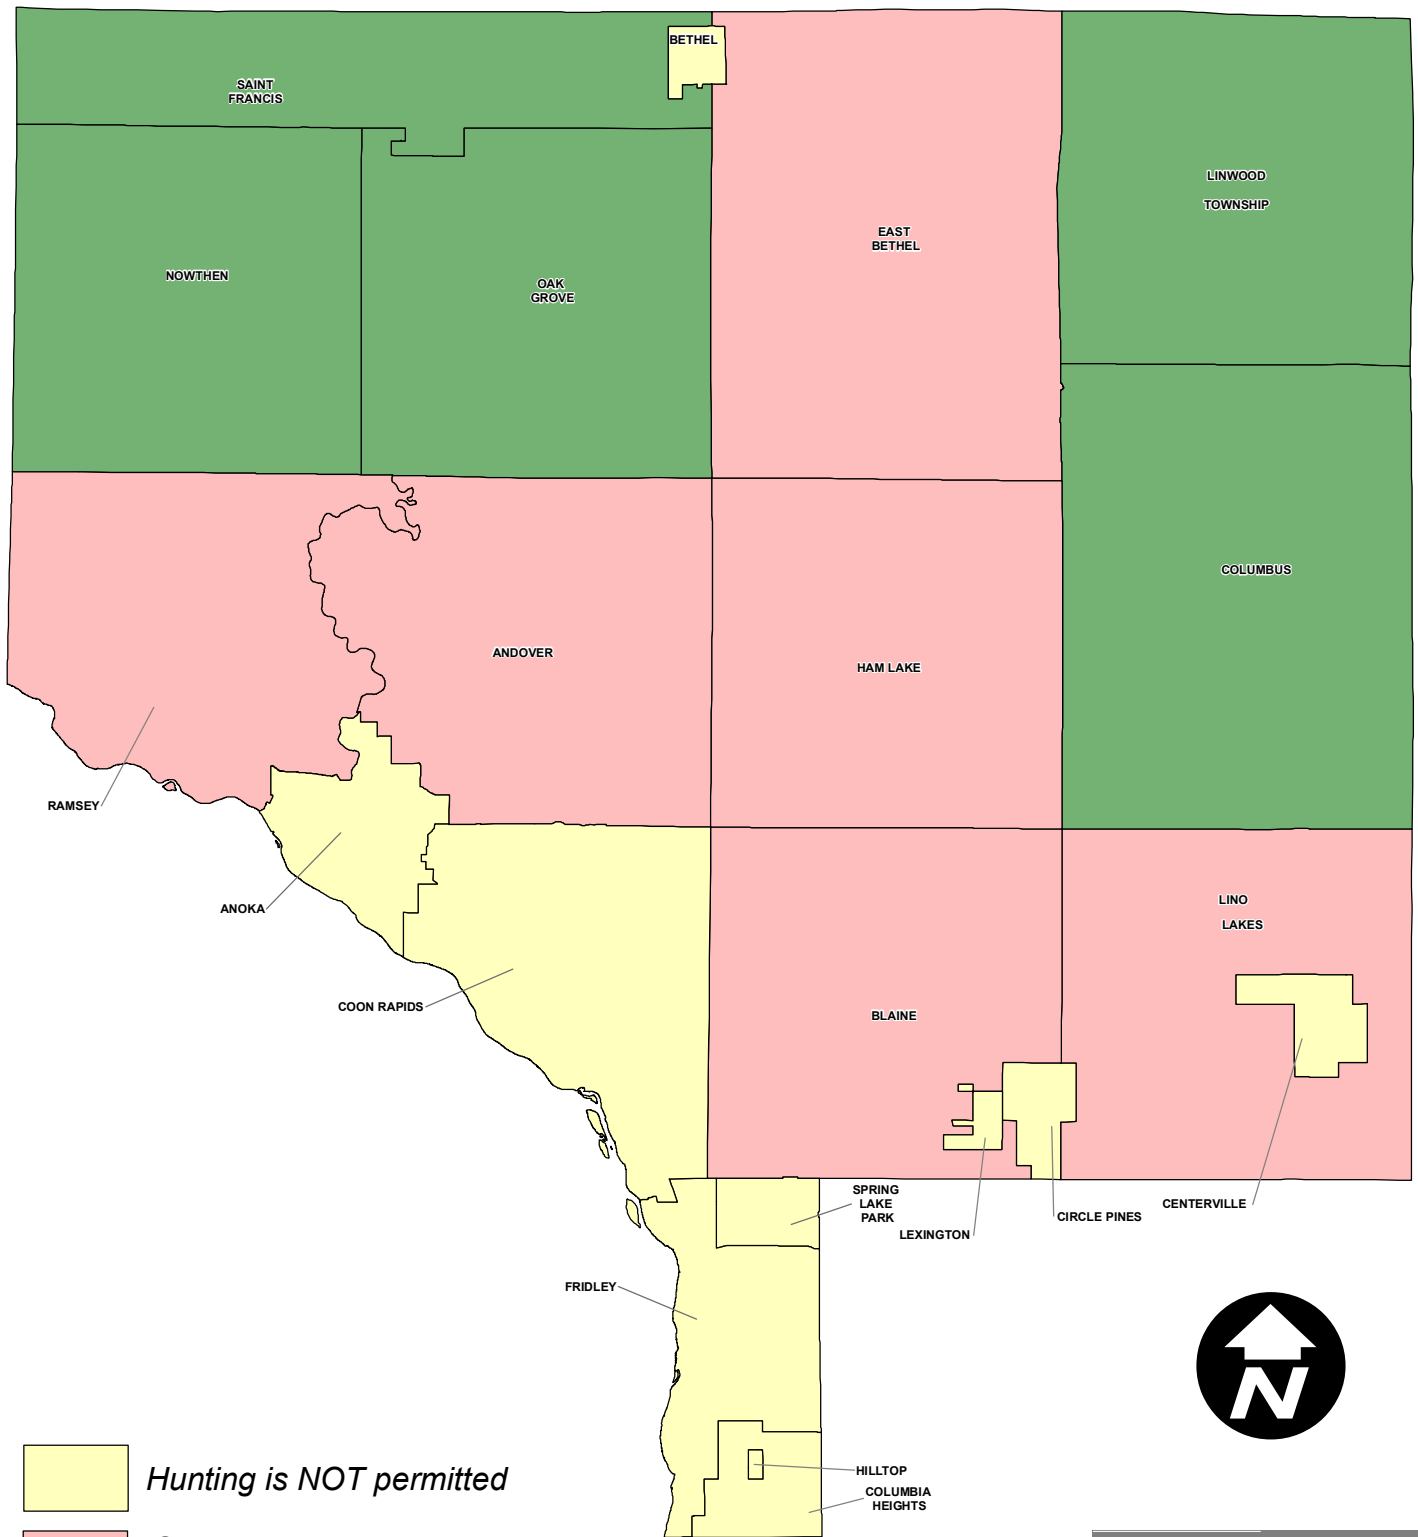 BETHEL
SAINT
FRANCIS
LINWOOD
TOWNSHIP
EAST
BETHEL
NOWTHEN
OAK
GROVE
COLUMBUS
ANDOVER
HAM LAKE
RAMSEY
LINO
LAKES
ANOKA
COON RAPIDS
BLAINE
SPRING
LAKE
PARK
CENTERVILLE
CIRCLE PINES
LEXINGTON
FRIDLEY
N
Hunting is NOT permitted
HILLTOP
COLUMBIA
HEIGHTS